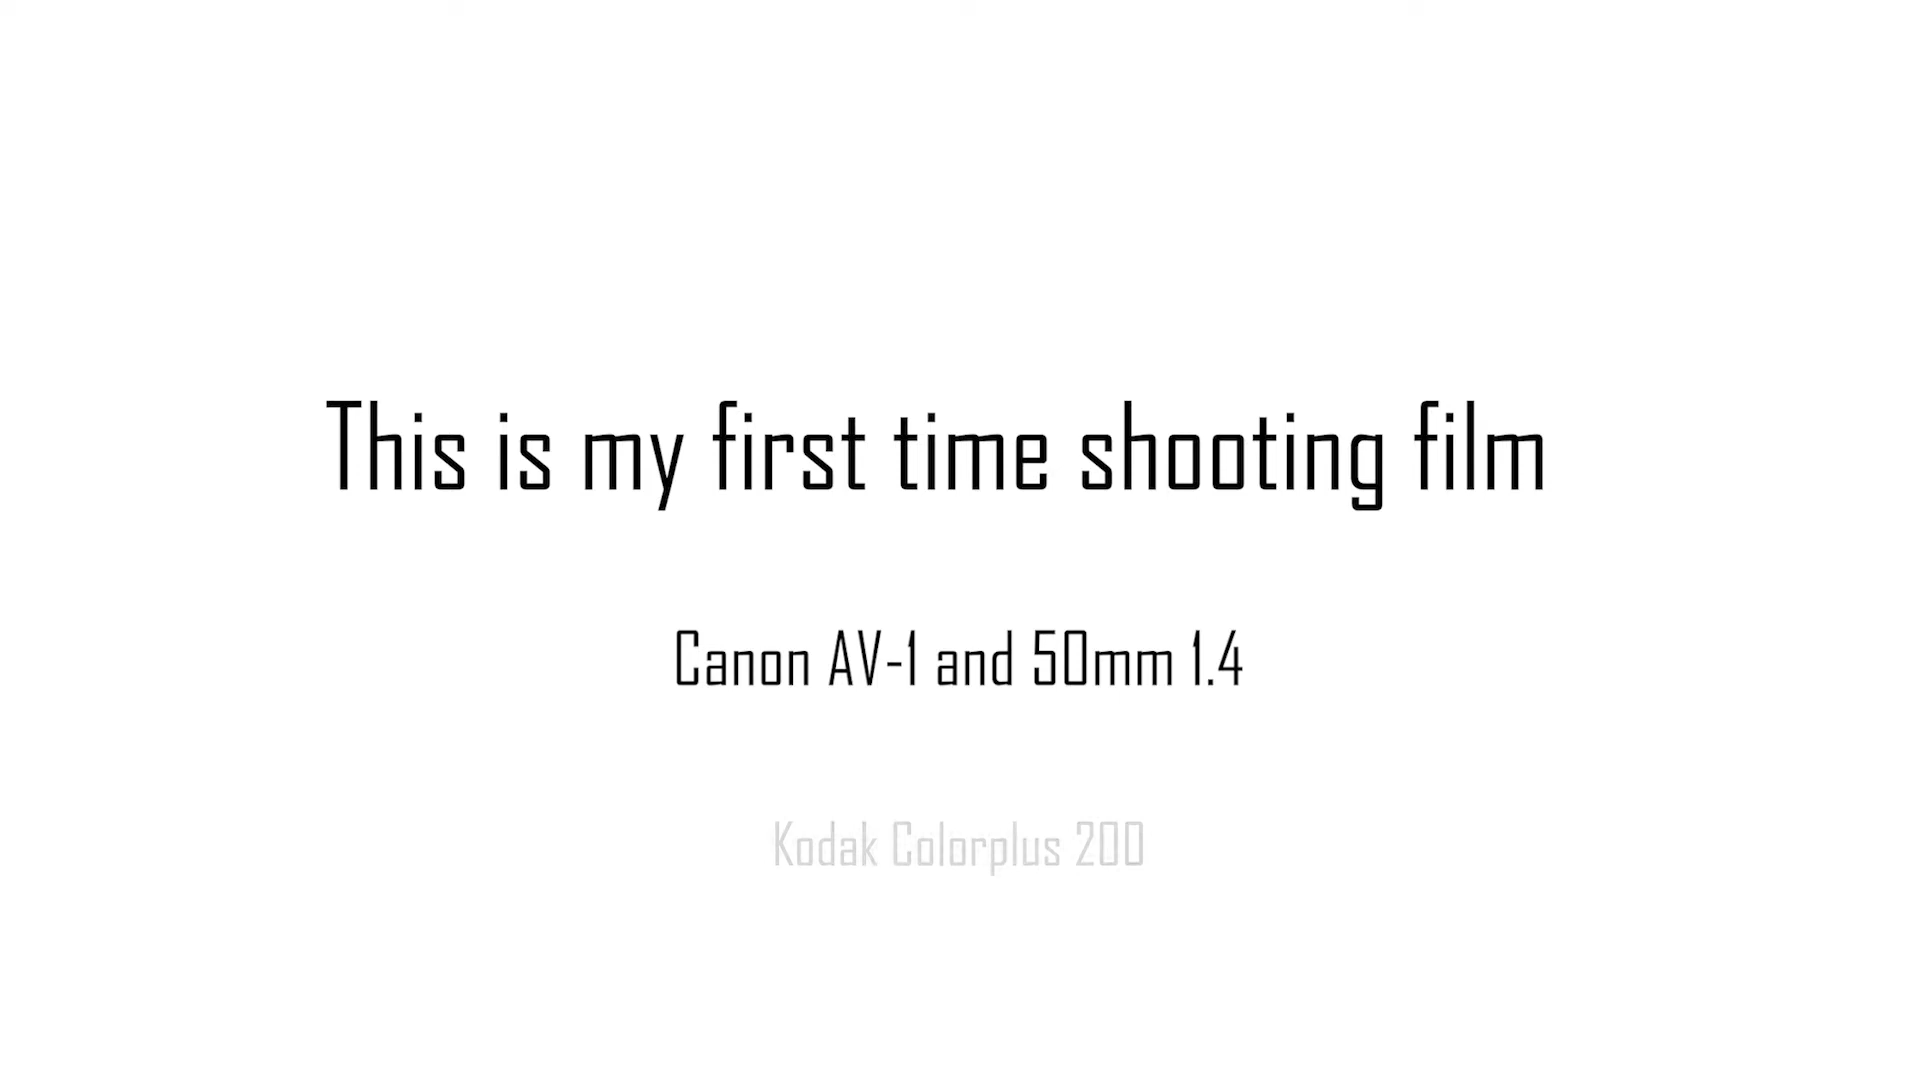 This is my first time shooting film
Canon AV-1 and 50mm 1.4
Kodak Colorplus 200